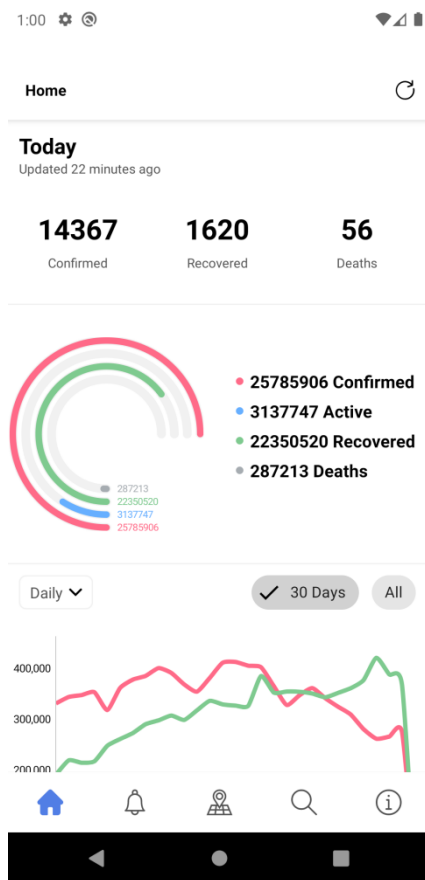 1:00
Home
Today
Updated 22 minutes ago
14367 1620 56
Confirmed Recovered Deaths
25785906 Confirmed
3137747 Active
22350520 Recovered
287213 Deaths
287213
22350520
3137747
25785906
Daily 30 Days All
400,000
300,000
200,000